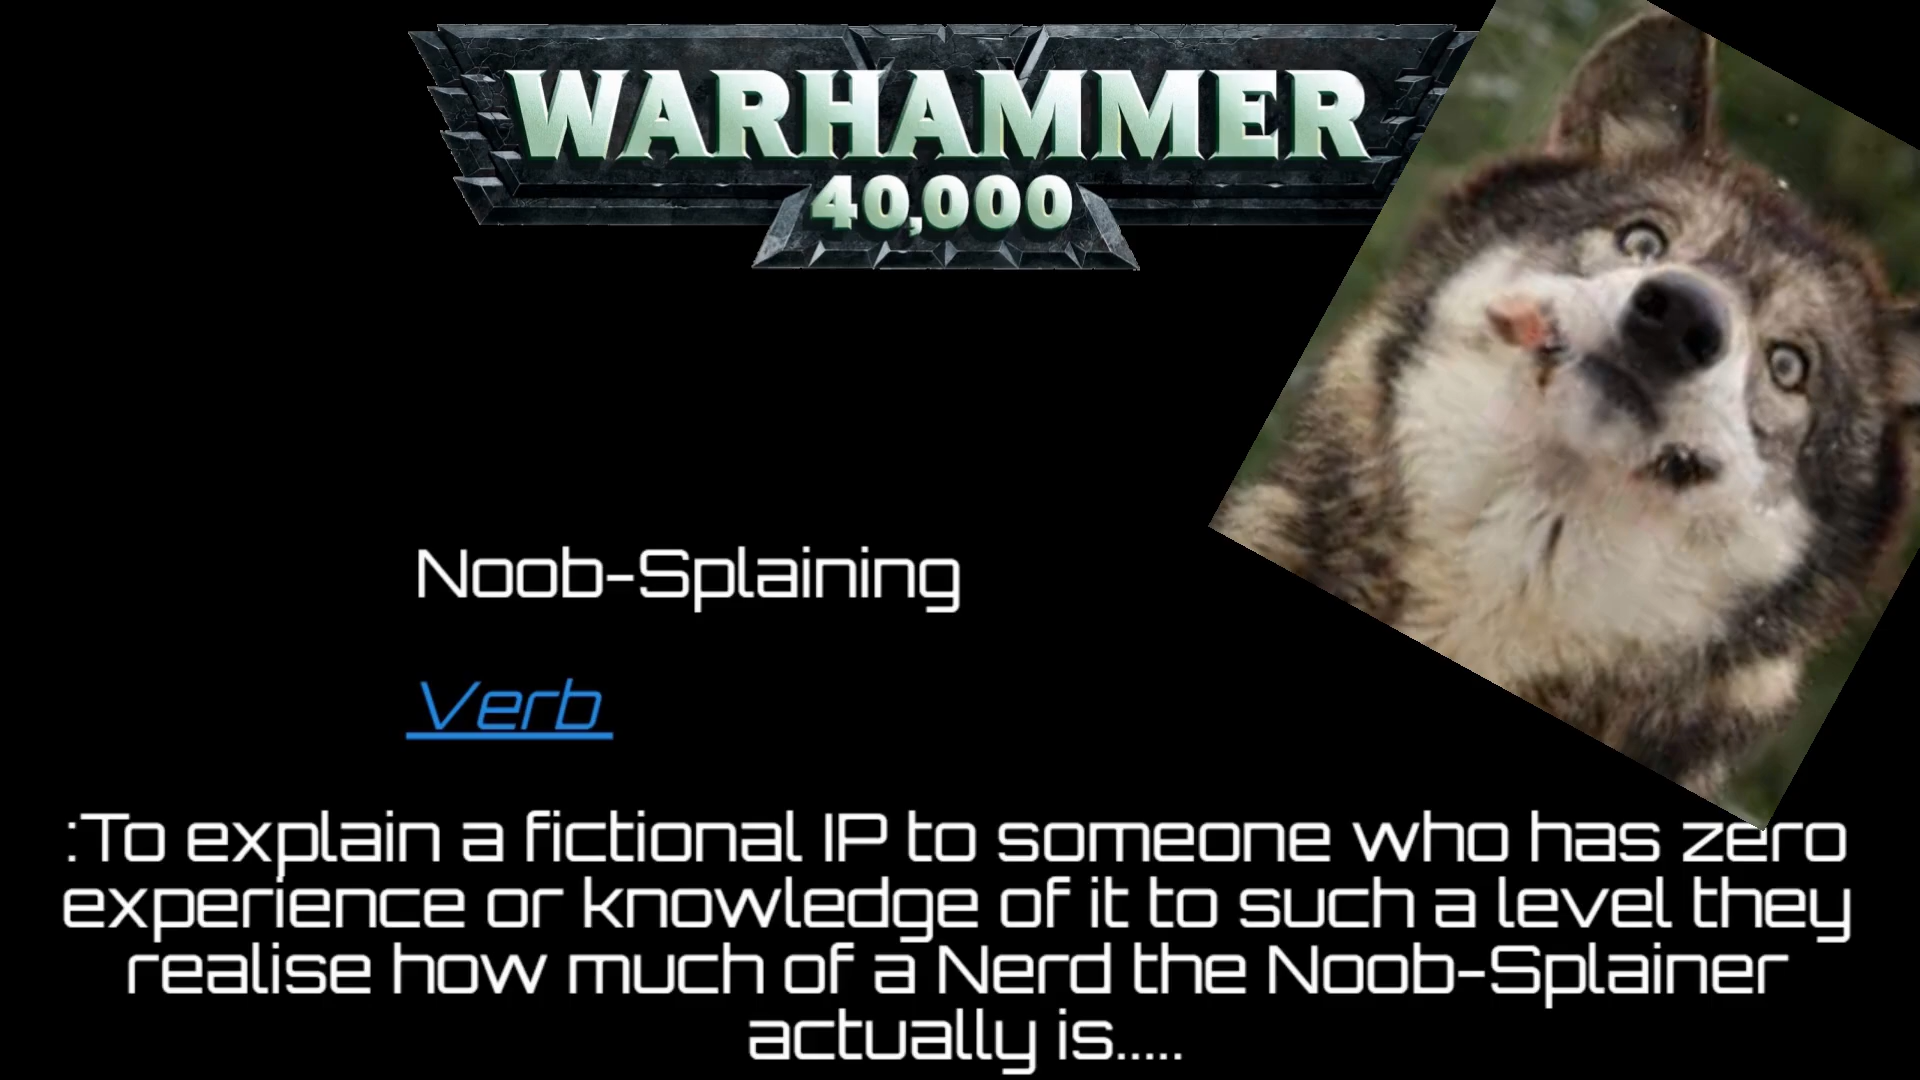 WARHAMMER
40,000
Noob-Splaining
Verb
:To explain a fictional IP to someone who has zero
experience or knowledge of it to such a level they
realise how much of a Nerd the Noob-Splainer
actually is.....